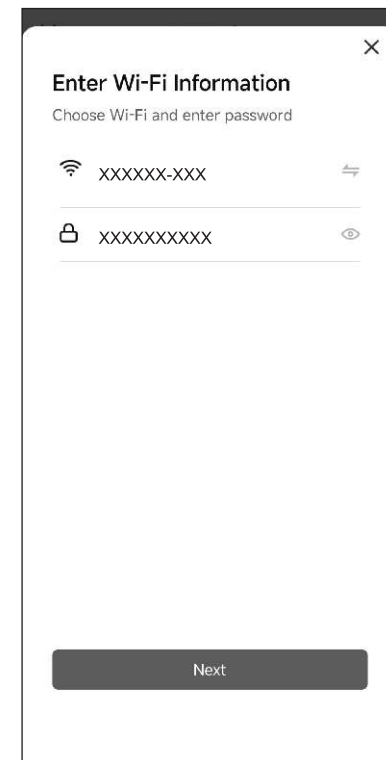 Enter Wi-Fi Information
Choose Wi-Fi and enter password
XXXXXX-XXX
XXXXXXXXXX
Next